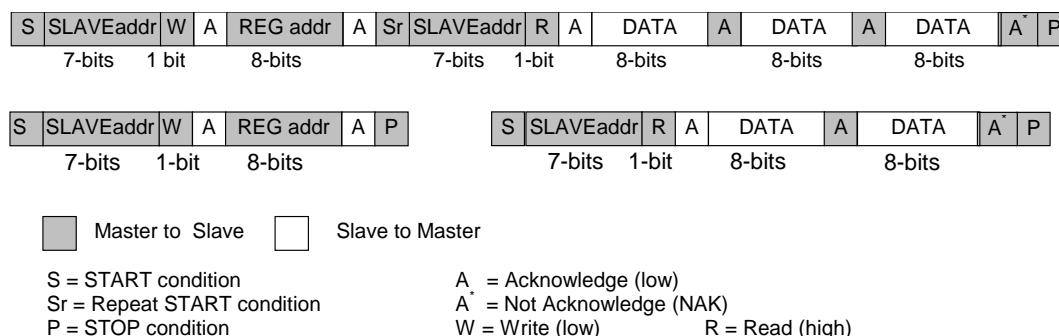 S SLAVEaddr W A REG addr A Sr SLAVEaddr R A DATA A DATA A DATA A* P
7-bits 1 bit 8-bits 7-bits 1-bit 8-bits 8-bits 8-bits
S SLAVEaddr W A REG addr A P
7-bits 1-bit 8-bits
S SLAVEaddr R A DATA A DATA A* P
7-bits 1-bit 8-bits 8-bits
Master to Slave Slave to Master
S = START condition
Sr = Repeat START condition
P = STOP condition
A = Acknowledge (low)
A* = Not Acknowledge (NAK)
W = Write (low) R = Read (high)